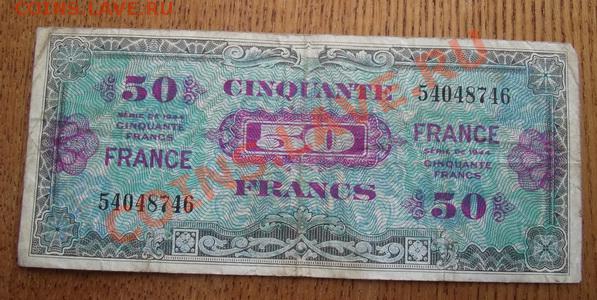 COINS.LAVE.RU
50
SÉRIE DE 1944
CINQUANTE
FRANCS
FRANCE
54048746
CINQUANTE
50
FRANCS
54048746
FRANCE
SÉRIE DE 1944
CINQUANTE
FRANCS
50
COINS.LAVE.RU